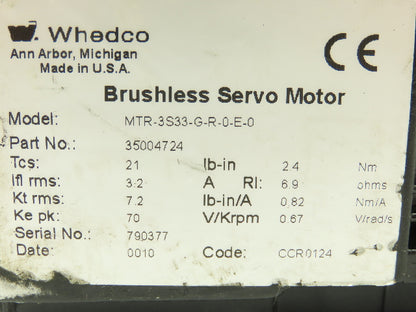 Whedco
Ann Arbor, Michigan
Made in U.S.A.
CE
Brushless Servo Motor
Model: MTR-3S33-G-R-0-E-0
Part No.: 35004724
Tcs: 21 lb-in 2.4 Nm
Ifl rms: 3.2 A Rl: 6.9 ohms
Kt rms: 7.2 lb-in/A 0.82 Nm/A
Ke pk: 70 V/Krpm 0.67 V/rad/s
Serial No.: 790377
Date: 0010 Code: CCR0124